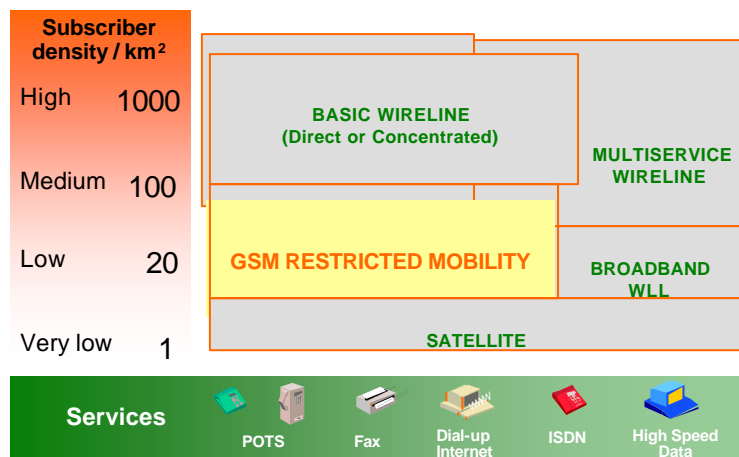 Subscriber
density / km²
High 1000
Medium 100
Low 20
Very low 1
BASIC WIRELINE
(Direct or Concentrated)
MULTISERVICE
WIRELINE
GSM RESTRICTED MOBILITY
BROADBAND
WLL
SATELLITE
Services
POTS
Fax
Dial-up
Internet
ISDN
High Speed
Data